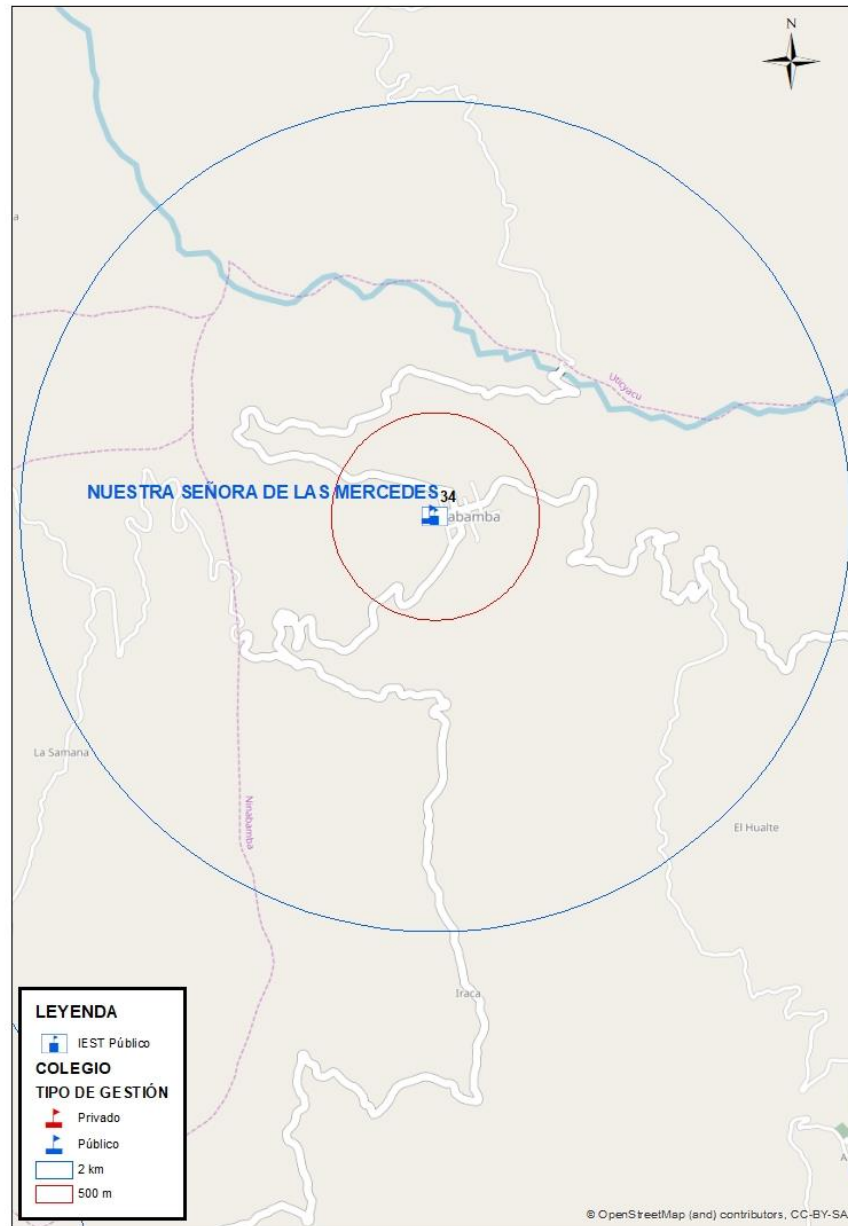 N
a
Uticyacu
NUESTRA SEÑORA DE LAS MERCEDES
34
abamba
La Samana
Ninabamba
El Hualte
Iraca
LEYENDA
IEST Público
COLEGIO
TIPO DE GESTIÓN
Privado
Público
2 km
500 m
A
© OpenStreetMap (and) contributors, CC-BY-SA